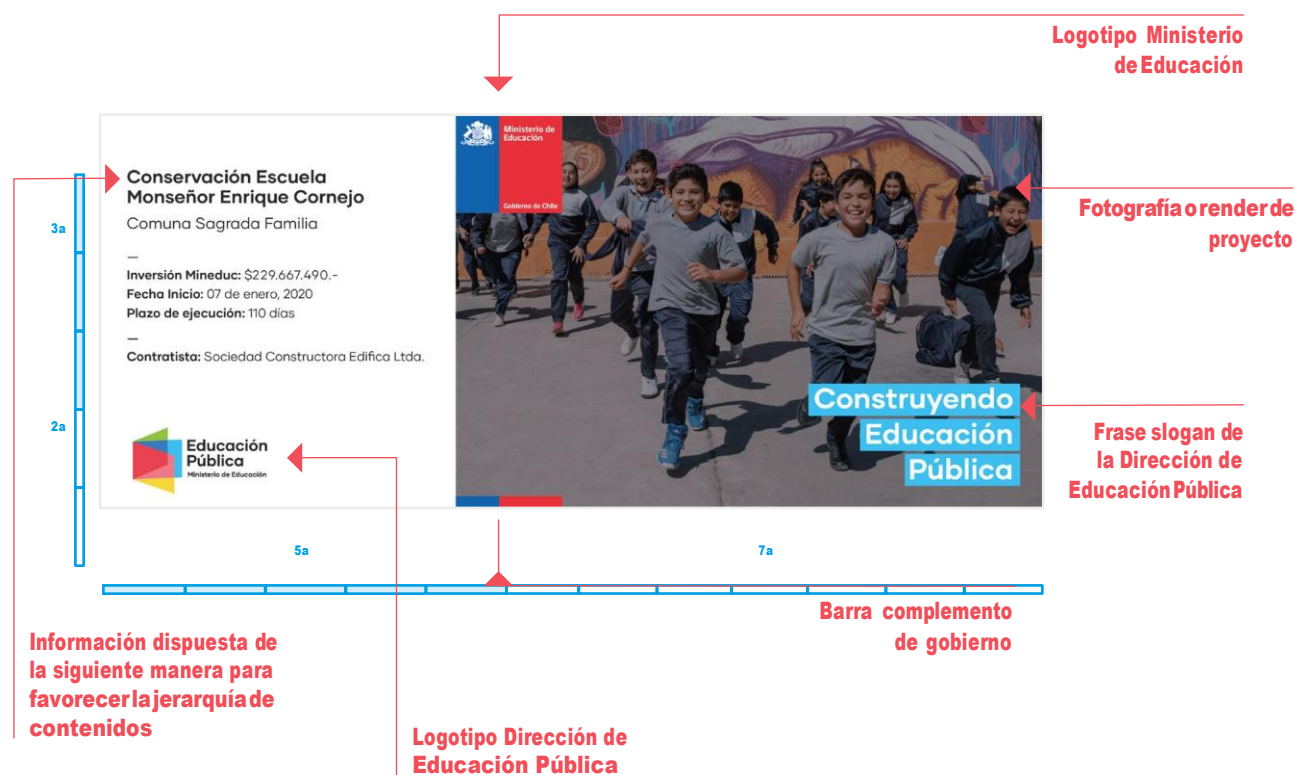 Logotipo Ministerio
de Educación
Ministerio de
Educación
Gobierno de Chile
Conservación Escuela
Monseñor Enrique Cornejo
Comuna Sagrada Familia
—
Inversión Mineduc: $229.667.490.-
Fecha Inicio: 07 de enero, 2020
Plazo de ejecución: 110 días
—
Contratista: Sociedad Constructora Edifica Ltda.
Educación
Pública
Ministerio de Educación
Construyendo
Educación
Pública
Fotografía o render de
proyecto
Frase slogan de
la Dirección de
Educación Pública
3a
2a
5a
7a
Barra complemento
de gobierno
Información dispuesta de
la siguiente manera para
favorecer la jerarquía de
contenidos
Logotipo Dirección de
Educación Pública